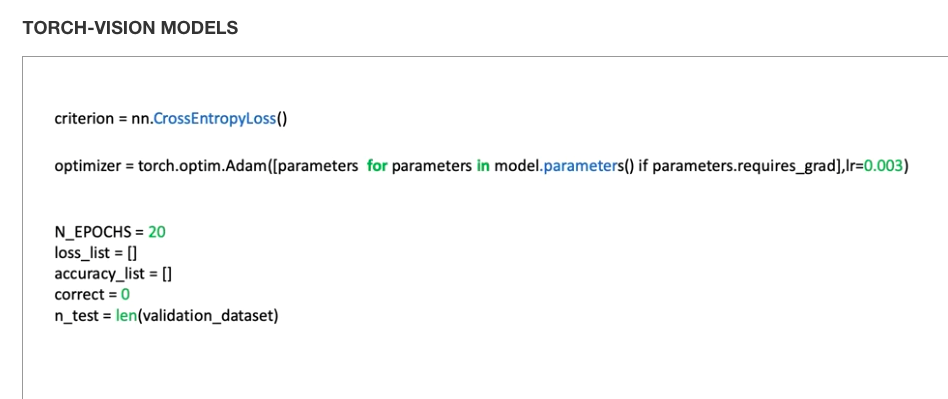 TORCH-VISION MODELS
criterion = nn.CrossEntropyLoss()
optimizer = torch.optim.Adam([parameters for parameters in model.parameters() if parameters.requires_grad],lr=0.003)
N_EPOCHS = 20
loss_list = []
accuracy_list = []
correct = 0
n_test = len(validation_dataset)